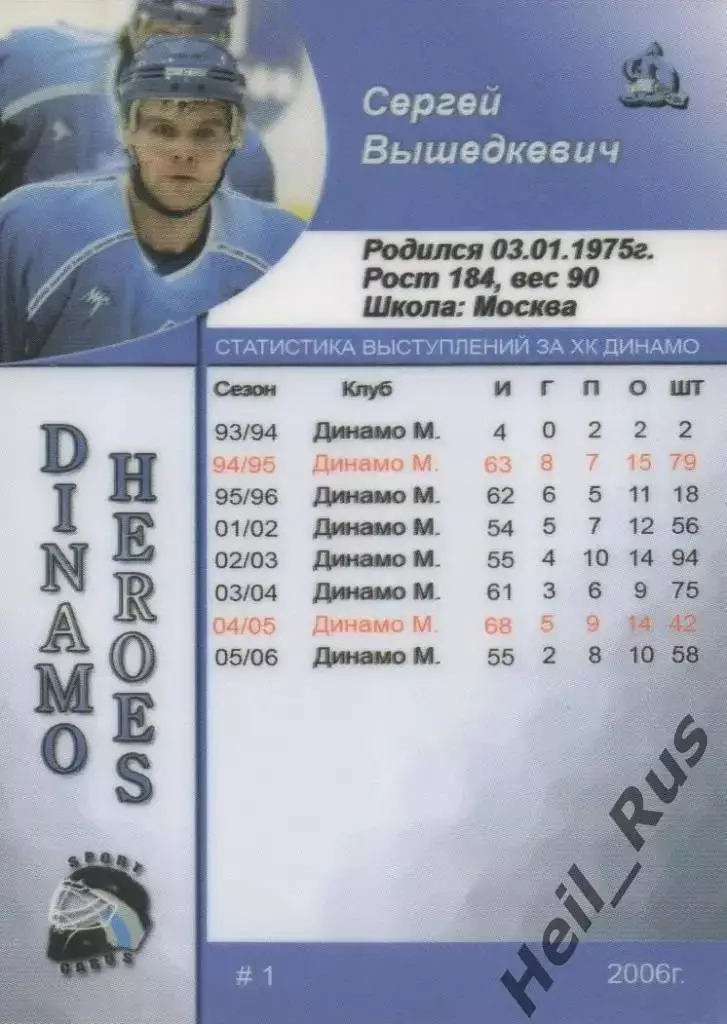 Сергей
Вышедкевич
Родился 03.01.1975г.
Рост 184, вес 90
Школа: Москва
СТАТИСТИКА ВЫСТУПЛЕНИЙ ЗА ХК ДИНАМО
Сезон Клуб И Г П О ШТ
93/94 Динамо М. 4 0 2 2 2
94/95 Динамо М. 63 8 7 15 79
95/96 Динамо М. 62 6 5 11 18
01/02 Динамо М. 54 5 7 12 56
02/03 Динамо М. 55 4 10 14 94
03/04 Динамо М. 61 3 6 9 75
04/05 Динамо М. 68 5 9 14 42
05/06 Динамо М. 55 2 8 10 58
DINAMO
HEROES
SPORT
CARDS
# 1
2006г.
Heil_Rus